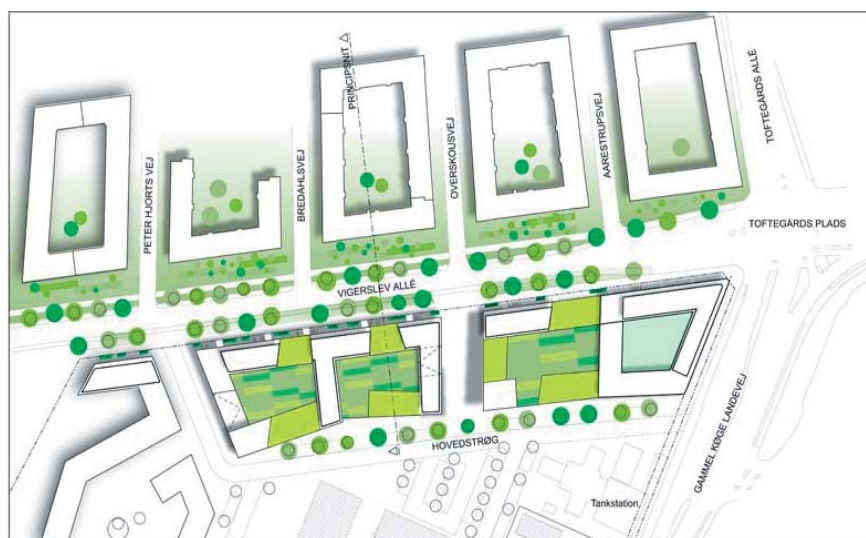 PETER HJORTS VEJ
BREDAHLSVEJ
PRINCIPSNIT
OVERSKOUSVEJ
AARESTRUPSVEJ
TOFTEGÅRDS ALLÉ
TOFTEGÅRDS PLADS
VIGERSLEV ALLÉ
HOVEDSTRØG
GAMMEL KØGE LANDEVEJ
Tankstation